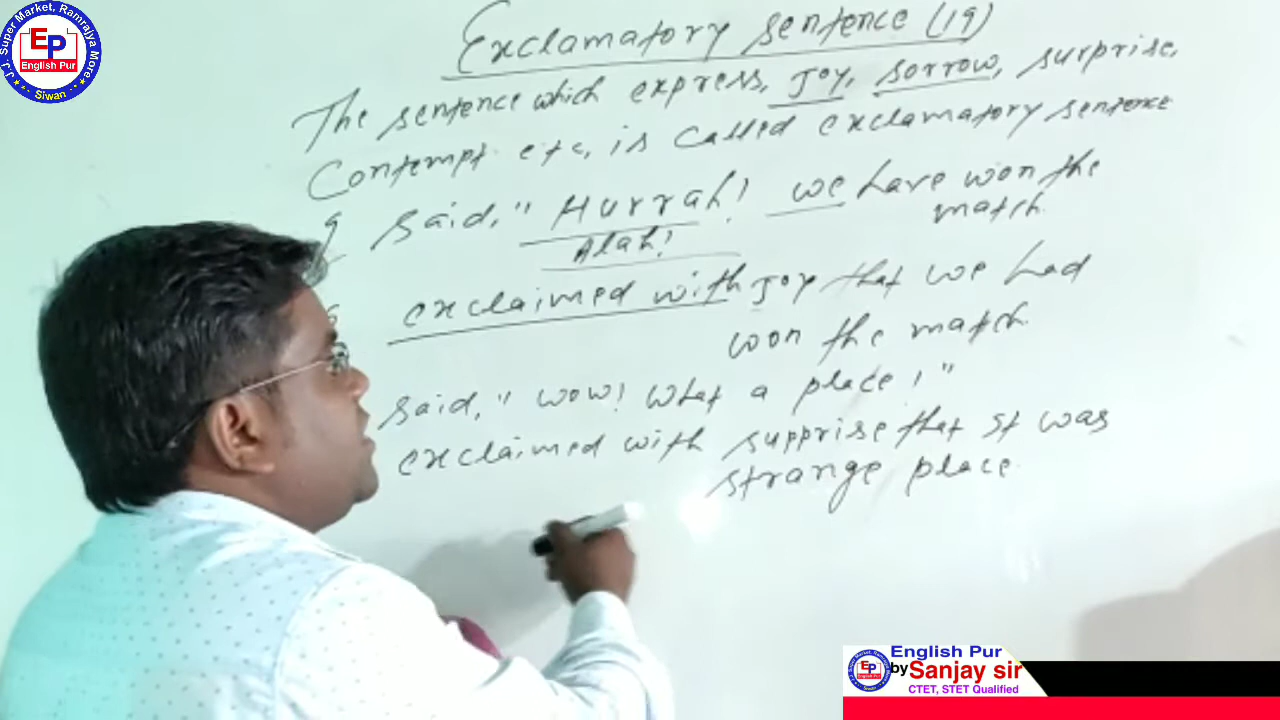 J.J. Super Market, Ramrajya More
EP
English Pur
Siwan
Exclamatory sentence (19)
The sentence which express, Joy, sorrow, surprise,
Contempt. etc, is called exclamatory sentence
said, " Hurrah! we have won the
match.
Alah!
exclaimed with Joy that we had
won the match.
said, " wow! what a place! "
exclaimed with supprise that It was
strange place.
English Pur
by Sanjay sir
CTET, STET Qualified